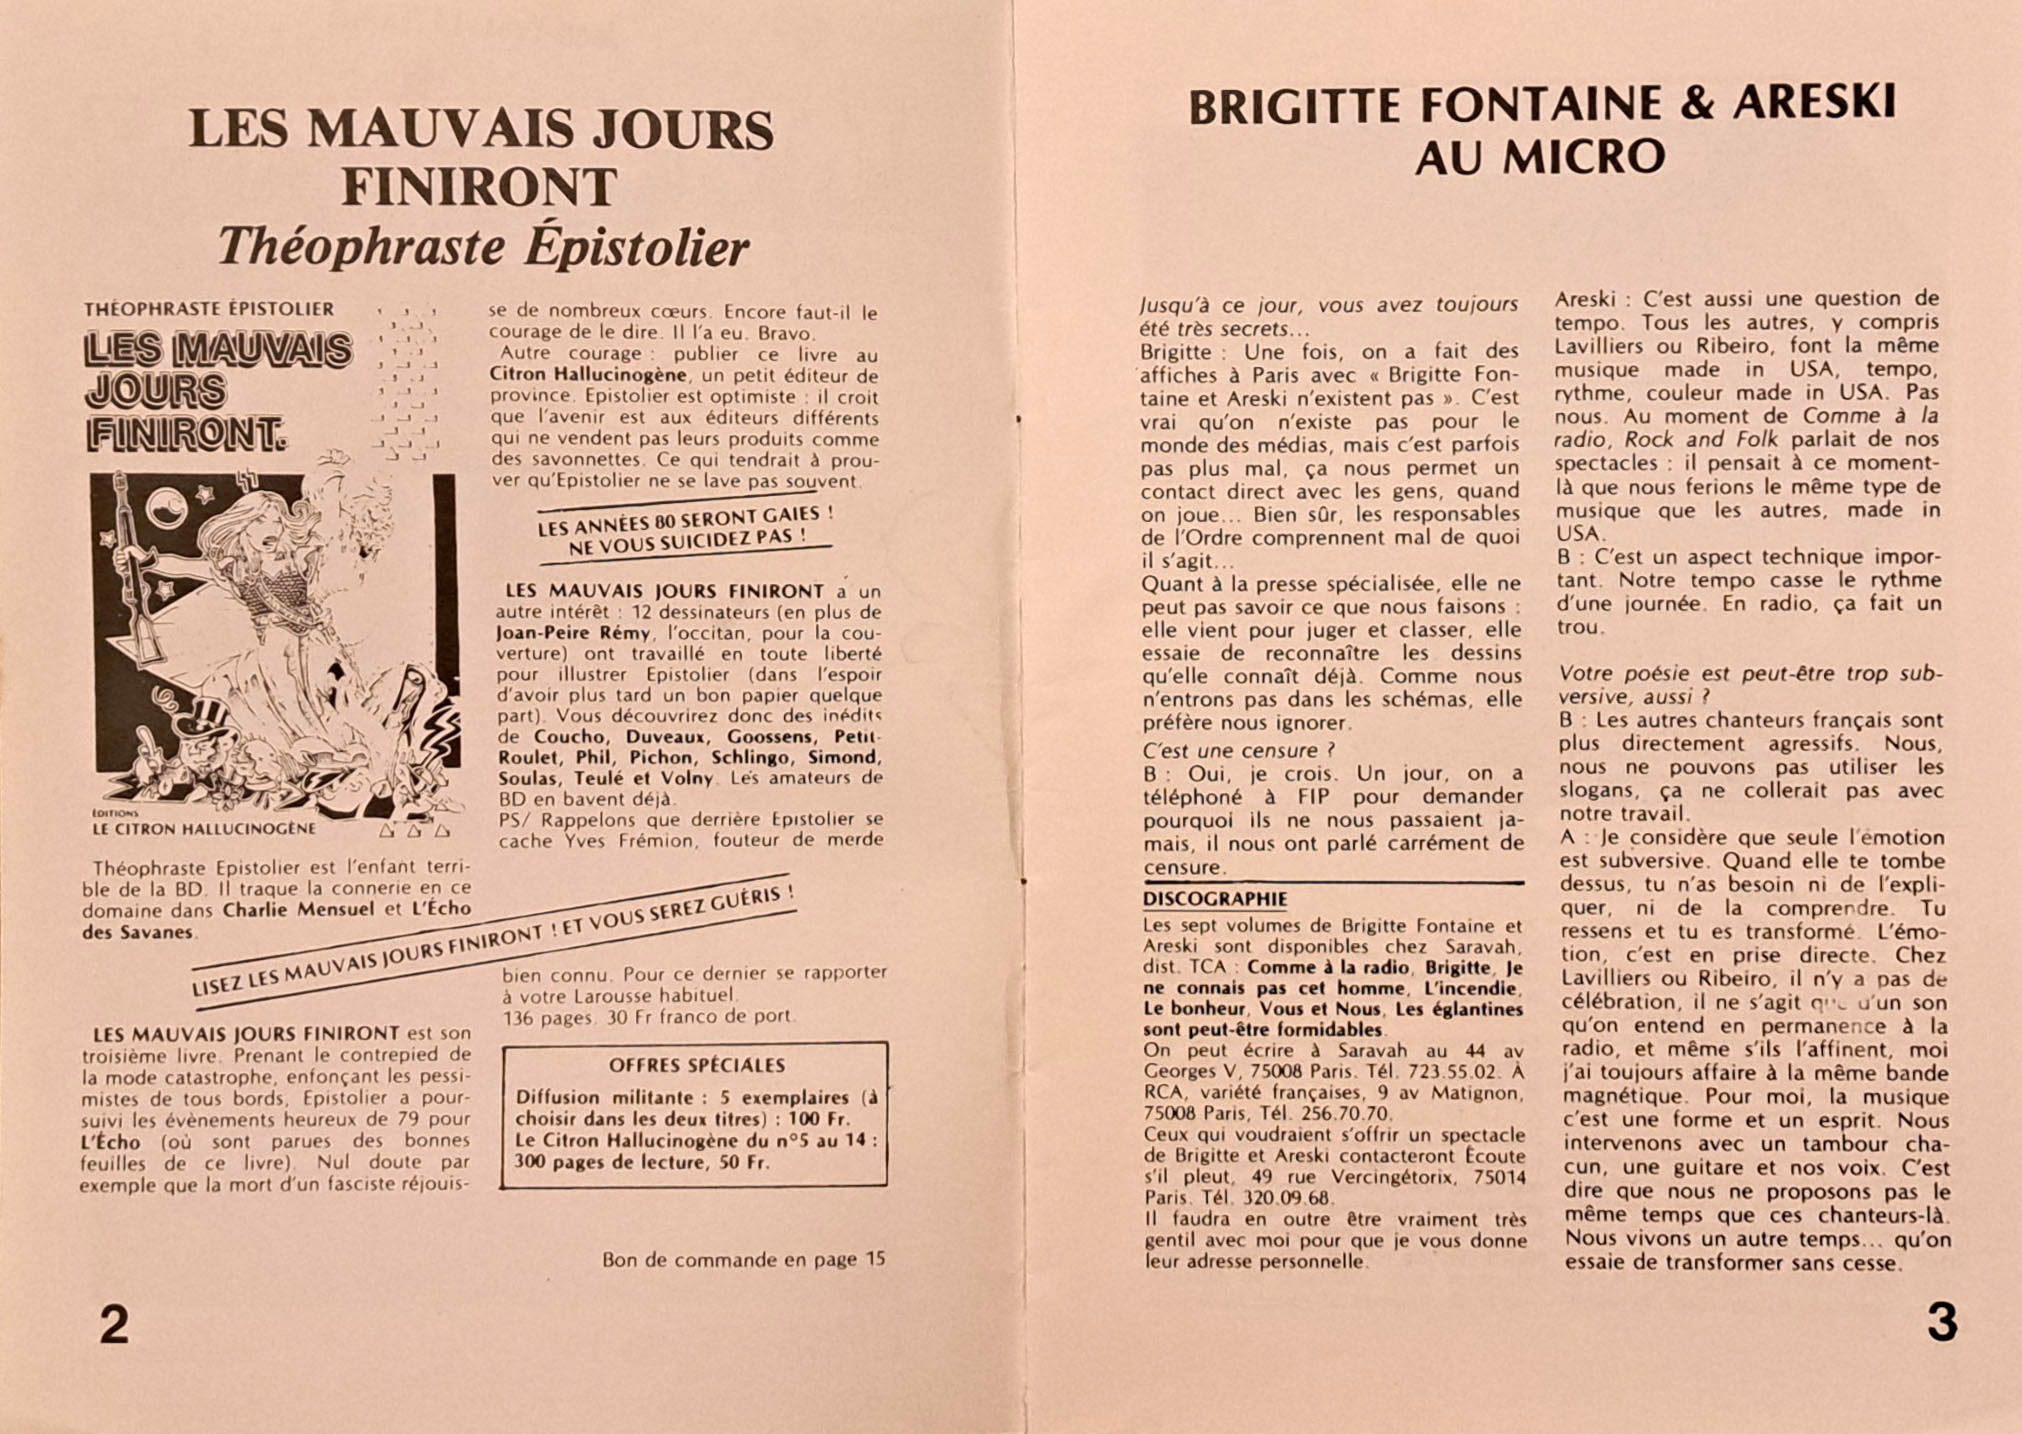 LES MAUVAIS JOURS
FINIRONT
Théophraste Épistolier
THÉOPHRASTE ÉPISTOLIER
LES MAUVAIS
JOURS
FINIRONT.
ÉDITIONS
LE CITRON HALLUCINOGÈNE
Théophraste Epistolier est l'enfant terri-
ble de la BD. Il traque la connerie en ce
domaine dans Charlie Mensuel et L'Écho
des Savanes.
LISEZ LES MAUVAIS JOURS FINIRONT ! ET VOUS SEREZ GUÉRIS !
LES MAUVAIS JOURS FINIRONT est son
troisième livre. Prenant le contrepied de
la mode catastrophe, enfonçant les pessi-
mistes de tous bords, Epistolier a pour-
suivi les évènements heureux de 79 pour
L'Écho (où sont parues des bonnes
feuilles de ce livre). Nul doute par
exemple que la mort d'un fasciste réjouis-
se de nombreux cœurs. Encore faut-il le
courage de le dire. Il l'a eu. Bravo.
Autre courage : publier ce livre au
Citron Hallucinogène, un petit éditeur de
province. Epistolier est optimiste : il croit
que l'avenir est aux éditeurs différents
qui ne vendent pas leurs produits comme
des savonnettes. Ce qui tendrait à prou-
ver qu'Epistolier ne se lave pas souvent.
LES ANNÉES 80 SERONT GAIES !
NE VOUS SUICIDEZ PAS !
LES MAUVAIS JOURS FINIRONT a un
autre intérêt : 12 dessinateurs (en plus de
Joan-Peire Rémy, l'occitan, pour la cou-
verture) ont travaillé en toute liberté
pour illustrer Epistolier (dans l'espoir
d'avoir plus tard un bon papier quelque
part). Vous découvrirez donc des inédits
de Coucho, Duveaux, Goossens, Petit-
Roulet, Phil, Pichon, Schlingo, Simond,
Soulas, Teulé et Volny. Les amateurs de
BD en bavent déjà.
PS/ Rappelons que derrière Epistolier se
cache Yves Frémion, fouteur de merde
bien connu. Pour ce dernier se rapporter
à votre Larousse habituel.
136 pages. 30 Fr franco de port.
OFFRES SPÉCIALES
Diffusion militante : 5 exemplaires (à
choisir dans les deux titres) : 100 Fr.
Le Citron Hallucinogène du n°5 au 14 :
300 pages de lecture, 50 Fr.
Bon de commande en page 15
2
BRIGITTE FONTAINE & ARESKI
AU MICRO
Jusqu'à ce jour, vous avez toujours
été très secrets...
Brigitte : Une fois, on a fait des
affiches à Paris avec « Brigitte Fon-
taine et Areski n'existent pas ». C'est
vrai qu'on n'existe pas pour le
monde des médias, mais c'est parfois
pas plus mal, ça nous permet un
contact direct avec les gens, quand
on joue... Bien sûr, les responsables
de l'Ordre comprennent mal de quoi
il s'agit...
Quant à la presse spécialisée, elle ne
peut pas savoir ce que nous faisons :
elle vient pour juger et classer, elle
essaie de reconnaître les dessins
qu'elle connaît déjà. Comme nous
n'entrons pas dans les schémas, elle
préfère nous ignorer.
C'est une censure ?
B : Oui, je crois. Un jour, on a
téléphoné à FIP pour demander
pourquoi ils ne nous passaient ja-
mais, il nous ont parlé carrément de
censure.
DISCOGRAPHIE
Les sept volumes de Brigitte Fontaine et
Areski sont disponibles chez Saravah,
dist. TCA : Comme à la radio, Brigitte, Je
ne connais pas cet homme, L'incendie,
Le bonheur, Vous et Nous, Les églantines
sont peut-être formidables.
On peut écrire à Saravah au 44 av
Georges V, 75008 Paris. Tél. 723.55.02. À
RCA, variété françaises, 9 av Matignon,
75008 Paris, Tél. 256.70.70.
Ceux qui voudraient s'offrir un spectacle
de Brigitte et Areski contacteront Écoute
s'il pleut, 49 rue Vercingétorix, 75014
Paris. Tél. 320.09.68.
Il faudra en outre être vraiment très
gentil avec moi pour que je vous donne
leur adresse personnelle.
Areski : C'est aussi une question de
tempo. Tous les autres, y compris
Lavilliers ou Ribeiro, font la même
musique made in USA, tempo,
rythme, couleur made in USA. Pas
nous. Au moment de Comme à la
radio, Rock and Folk parlait de nos
spectacles : il pensait à ce moment-
là que nous ferions le même type de
musique que les autres, made in
USA.
B : C'est un aspect technique impor-
tant. Notre tempo casse le rythme
d'une journée. En radio, ça fait un
trou.
Votre poésie est peut-être trop sub-
versive, aussi ?
B : Les autres chanteurs français sont
plus directement agressifs. Nous,
nous ne pouvons pas utiliser les
slogans, ça ne collerait pas avec
notre travail.
A : Je considère que seule l'émotion
est subversive. Quand elle te tombe
dessus, tu n'as besoin ni de l'expli-
quer, ni de la comprendre. Tu
ressens et tu es transformé. L'émo-
tion, c'est en prise directe. Chez
Lavilliers ou Ribeiro, il n'y a pas de
célébration, il ne s'agit que d'un son
qu'on entend en permanence à la
radio, et même s'ils l'affinent, moi
j'ai toujours affaire à la même bande
magnétique. Pour moi, la musique
c'est une forme et un esprit. Nous
intervenons avec un tambour cha-
cun, une guitare et nos voix. C'est
dire que nous ne proposons pas le
même temps que ces chanteurs-là.
Nous vivons un autre temps... qu'on
essaie de transformer sans cesse.
3